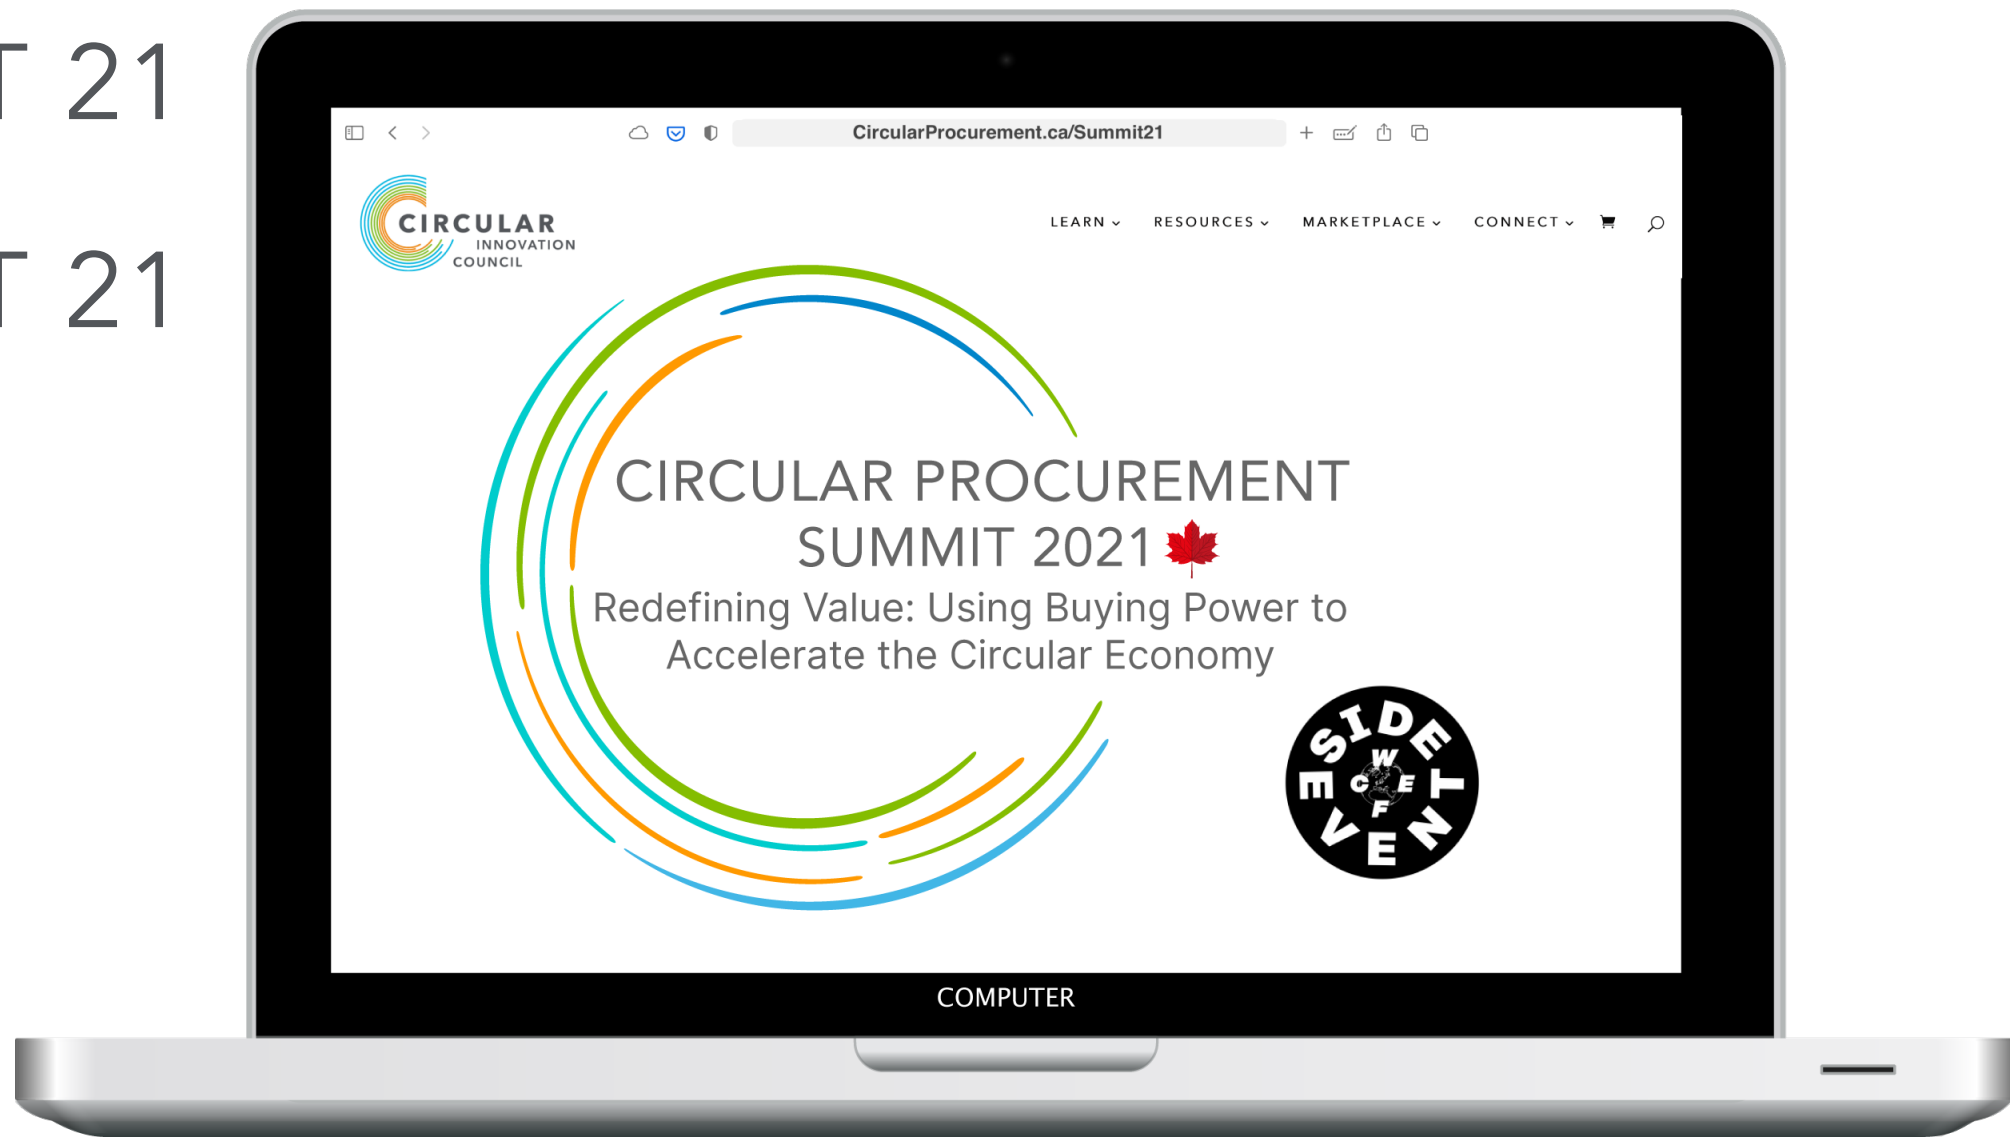 T 21
T 21
CircularProcurement.ca/Summit21
CIRCULAR
INNOVATION
COUNCIL
LEARN RESOURCES MARKETPLACE CONNECT
CIRCULAR PROCUREMENT
SUMMIT 2021
Redefining Value: Using Buying Power to
Accelerate the Circular Economy
SIDE EVENT
WCEF
COMPUTER